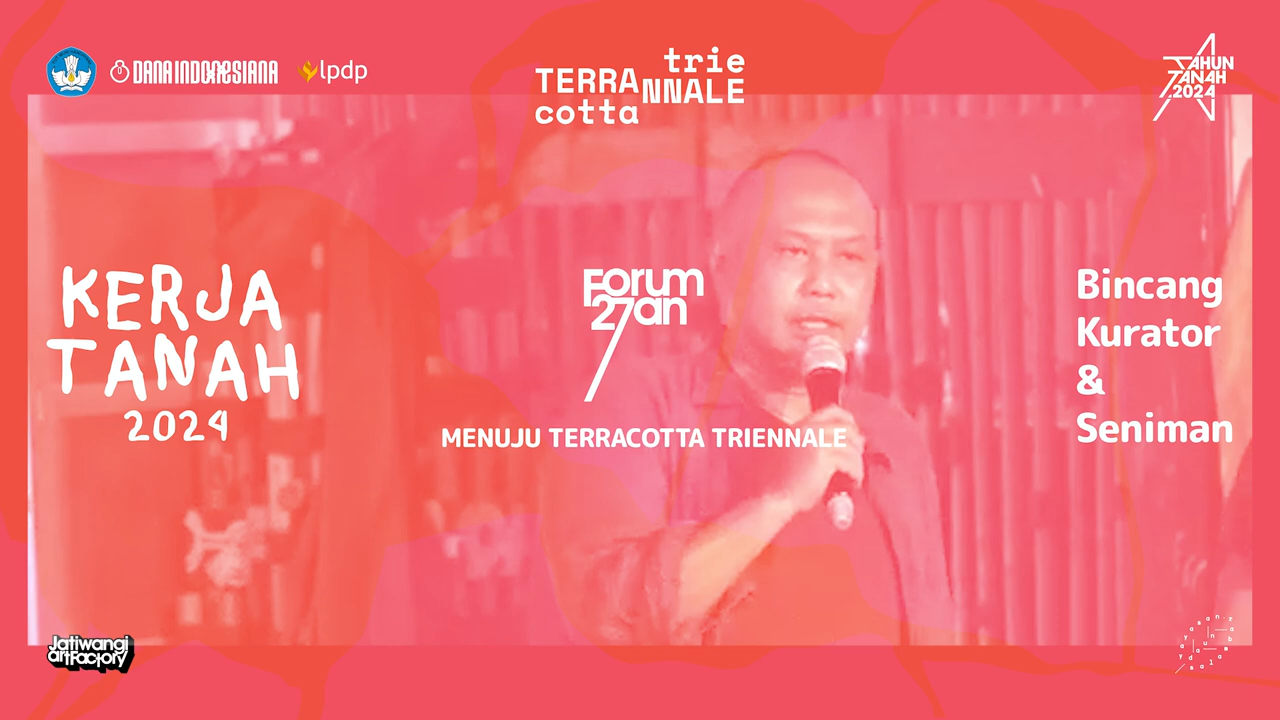 DANA INDONESIANA
lpdp
trie
TERRA NNALE
cotta
TAHUN
TANAH
.2024
KERJA
TANAH
2024
Forum
27an
MENUJU TERRACOTTA TRIENNALE
Bincang
Kurator
&
Seniman
Jatiwangi
artFactory